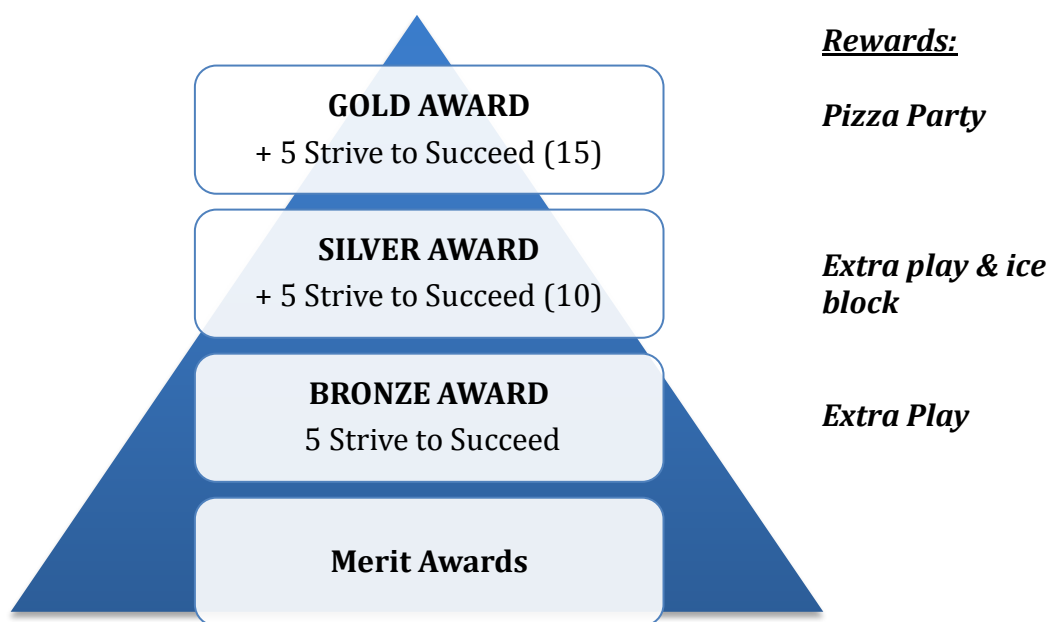 Rewards:
GOLD AWARD
+ 5 Strive to Succeed (15)
Pizza Party
SILVER AWARD
+ 5 Strive to Succeed (10)
Extra play & ice
block
BRONZE AWARD
5 Strive to Succeed
Extra Play
Merit Awards